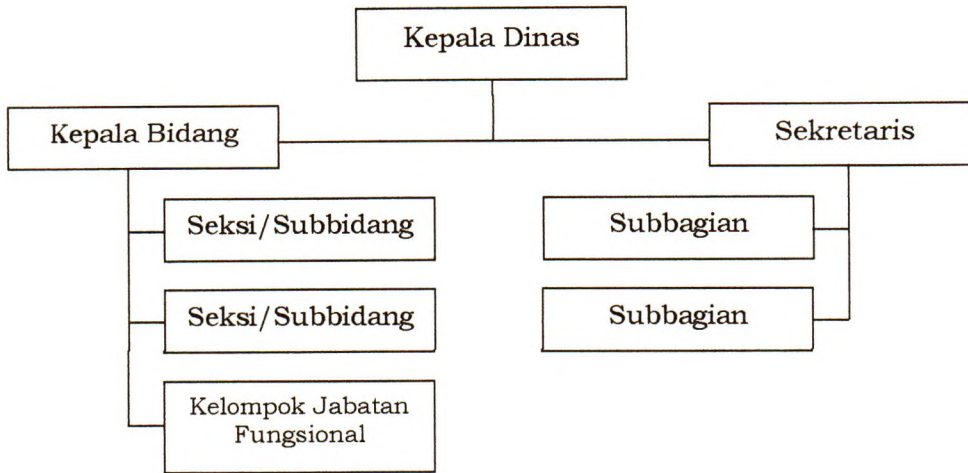 Kepala Dinas
Kepala Bidang
Sekretaris
Seksi/Subbidang
Subbagian
Seksi/Subbidang
Subbagian
Kelompok Jabatan
Fungsional